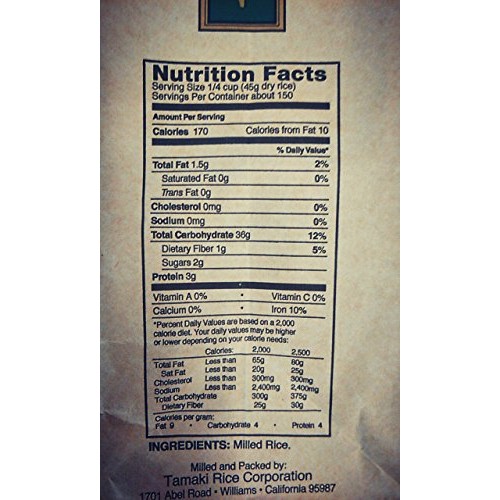 Nutrition Facts
Serving Size 1/4 cup (45g dry rice)
Servings Per Container about 150
Amount Per Serving
Calories 170 Calories from Fat 10
% Daily Value*
Total Fat 1.5g 2%
Saturated Fat 0g 0%
Trans Fat 0g
Cholesterol 0mg 0%
Sodium 0mg 0%
Total Carbohydrate 36g 12%
Dietary Fiber 1g 5%
Sugars 2g
Protein 3g
Vitamin A 0% • Vitamin C 0%
Calcium 0% • Iron 10%
*Percent Daily Values are based on a 2,000
calorie diet. Your daily values may be higher
or lower depending on your calorie needs:
Calories: 2,000 2,500
Total Fat Less than 65g 80g
Sat Fat Less than 20g 25g
Cholesterol Less than 300mg 300mg
Sodium Less than 2,400mg 2,400mg
Total Carbohydrate 300g 375g
Dietary Fiber 25g 30g
Calories per gram:
Fat 9 • Carbohydrate 4 • Protein 4
INGREDIENTS: Milled Rice.
Milled and Packed by:
Tamaki Rice Corporation
1701 Abel Road • Williams • California 95987